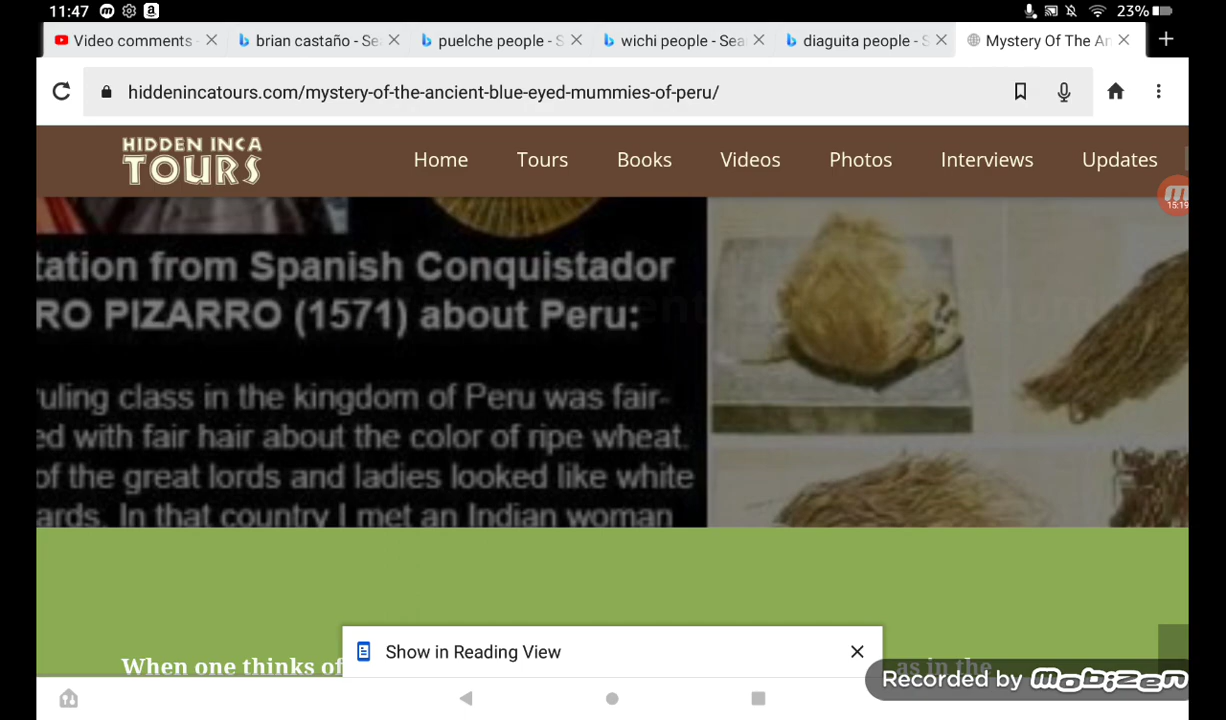 11:47
23%
Video comments
brian castaño - Se
puelche people - S
wichi people - Sea
diaguita people - S
Mystery Of The An
hiddenincatours.com/mystery-of-the-ancient-blue-eyed-mummies-of-peru/
HIDDEN INCA
TOURS
Home
Tours
Books
Videos
Photos
Interviews
Updates
15:19
tation from Spanish Conquistador
RO PIZARRO (1571) about Peru:
uling class in the kingdom of Peru was fair-
ed with fair hair about the color of ripe wheat.
of the great lords and ladies looked like white
ards. In that country I met an Indian woman
Show in Reading View
When one thinks of
as in the
Recorded by mobizen